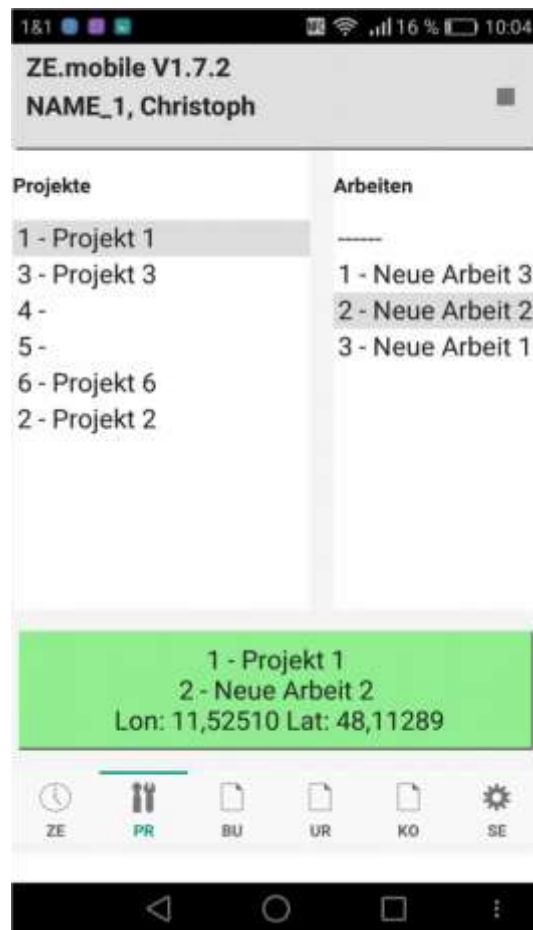 1&1 16 % 10:04
ZE.mobile V1.7.2
NAME_1, Christoph
Projekte
1 - Projekt 1
3 - Projekt 3
4 -
5 -
6 - Projekt 6
2 - Projekt 2
Arbeiten
------
1 - Neue Arbeit 3
2 - Neue Arbeit 2
3 - Neue Arbeit 1
1 - Projekt 1
2 - Neue Arbeit 2
Lon: 11,52510 Lat: 48,11289
ZE PR BU UR KO SE